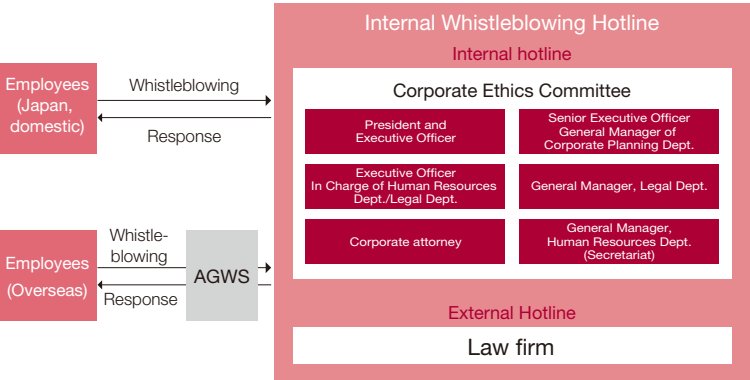 Internal Whistleblowing Hotline
Internal hotline
Employees
(Japan,
domestic)
Whistleblowing
Response
Corporate Ethics Committee
President and
Executive Officer
Senior Executive Officer
General Manager of
Corporate Planning Dept.
Executive Officer
In Charge of Human Resources
Dept./Legal Dept.
General Manager, Legal Dept.
Corporate attorney
General Manager,
Human Resources Dept.
(Secretariat)
Employees
(Overseas)
Whistle-
blowing
Response
AGWS
External Hotline
Law firm